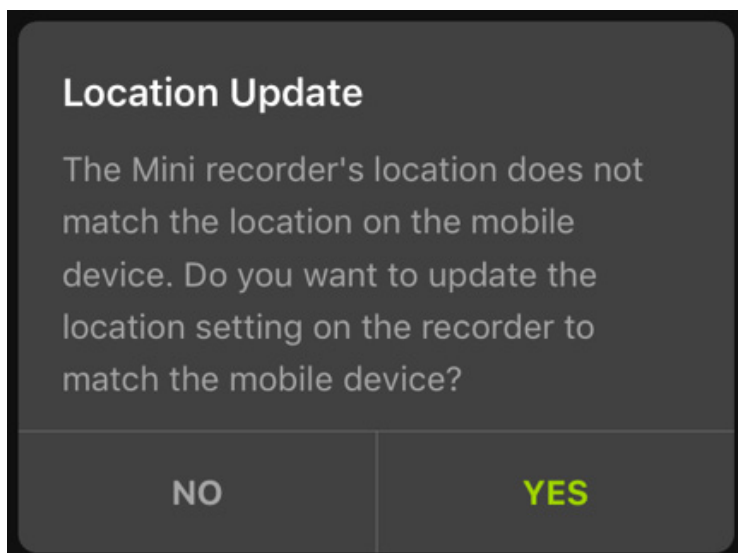 Location Update
The Mini recorder's location does not
match the location on the mobile
device. Do you want to update the
location setting on the recorder to
match the mobile device?
NO
YES